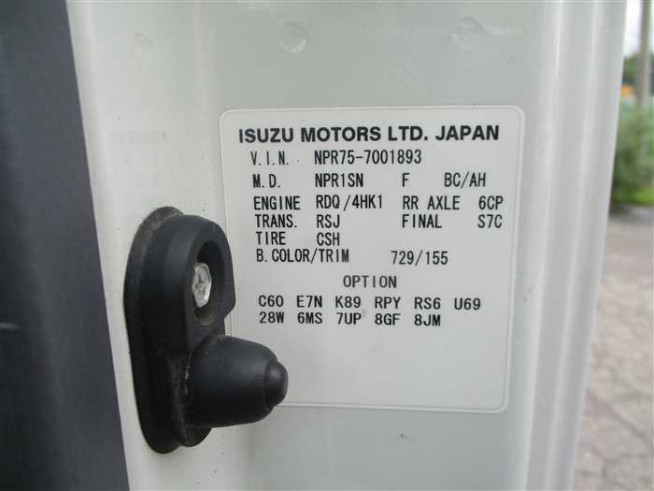 ISUZU MOTORS LTD. JAPAN
V.I.N. NPR75-7001893
M.D. NPR1SN F BC/AH
ENGINE RDQ/4HK1 RR AXLE 6CP
TRANS. RSJ FINAL S7C
TIRE CSH
B.COLOR/TRIM 729/155
OPTION
C60 E7N K89 RPY RS6 U69
28W 6MS 7UP 8GF 8JM